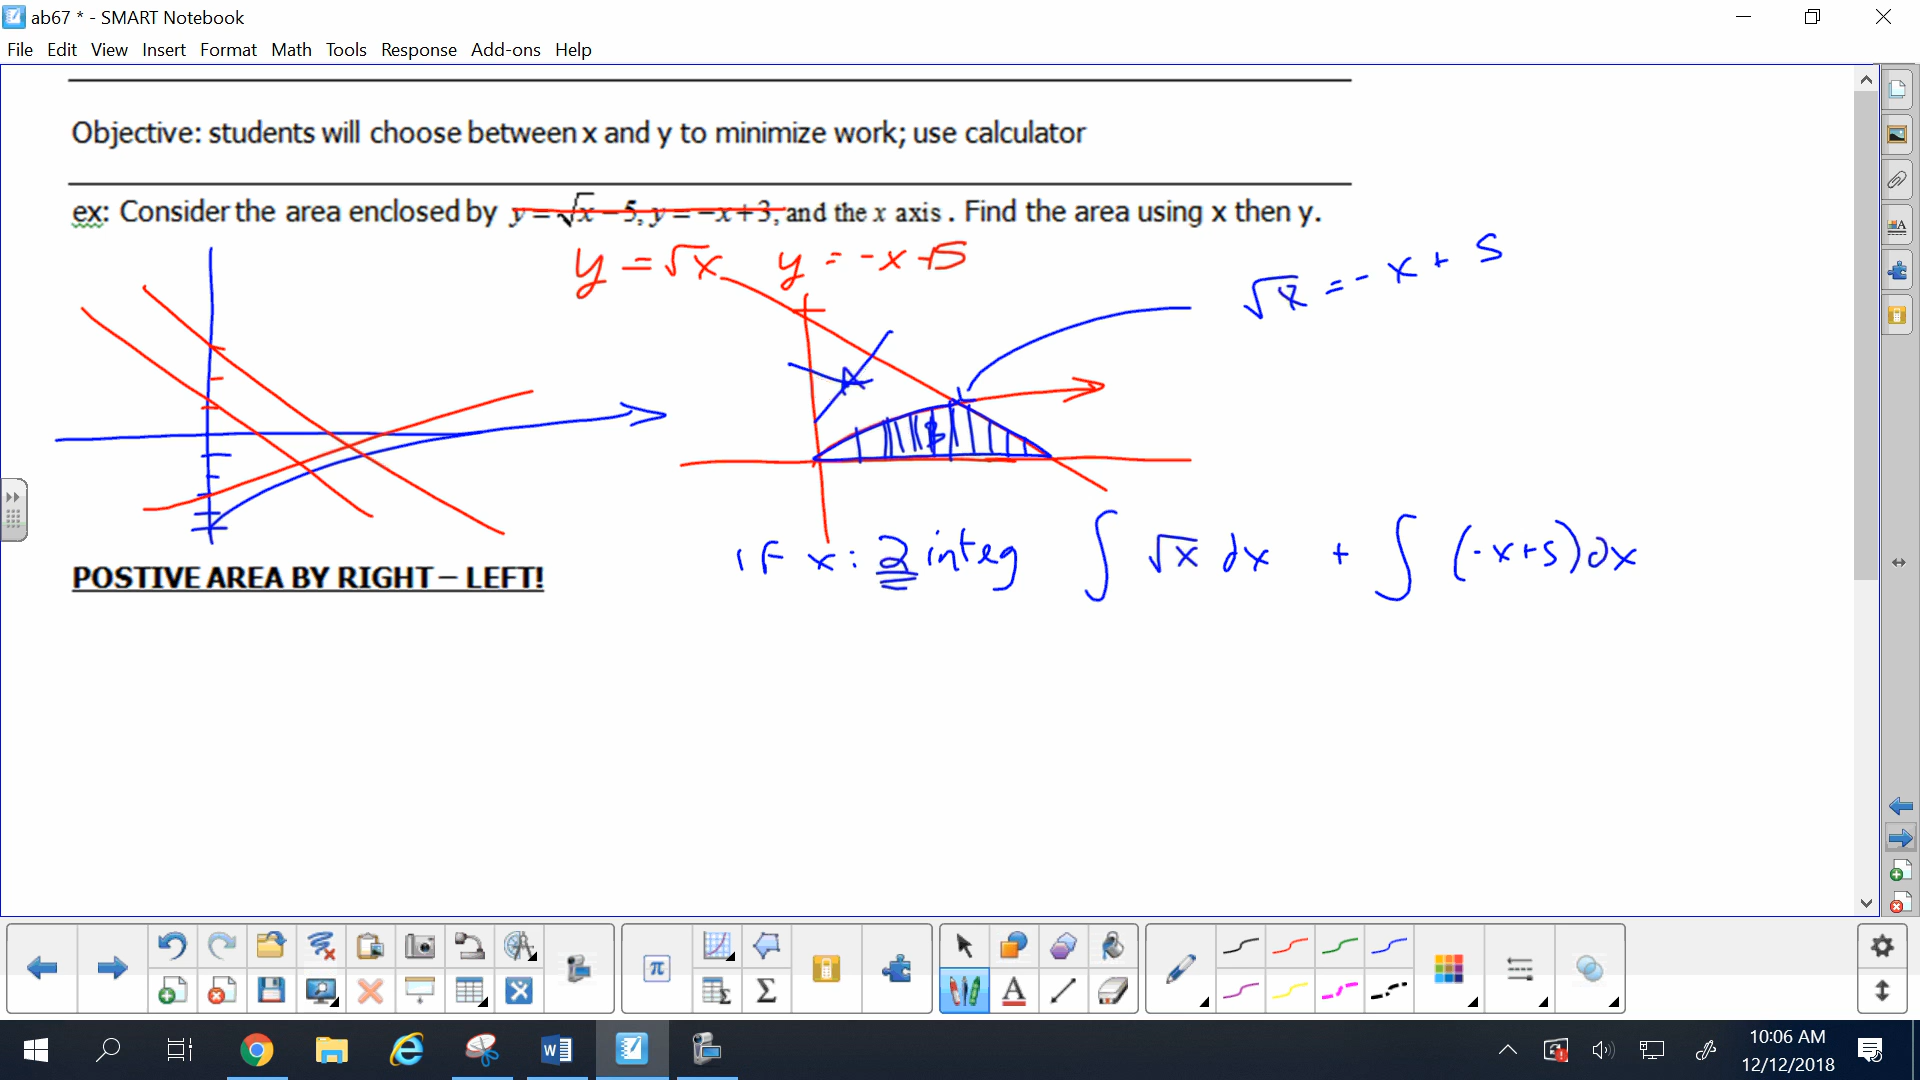 ab67 * - SMART Notebook
File Edit View Insert Format Math Tools Response Add-ons Help
Objective: students will choose between x and y to minimize work; use calculator
ex: Consider the area enclosed by y = √x − 5, y = −x + 3, and the x axis . Find the area using x then y.
y = √x y = -x+5
√x = - x + 5
IF x: 2 integ ∫ √x dx + ∫ (-x+5)dx
POSTIVE AREA BY RIGHT – LEFT!
10:06 AM
12/12/2018